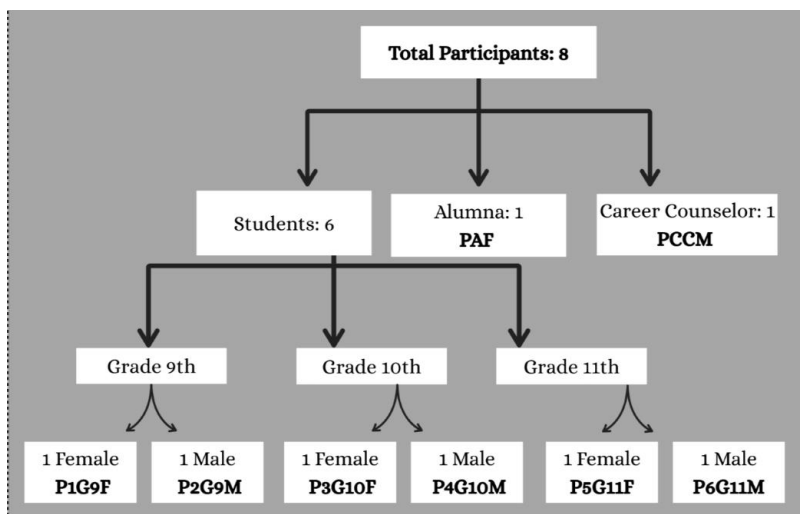 Total Participants: 8
Students: 6
Alumna: 1
PAF
Career Counselor: 1
PCCM
Grade 9th
Grade 10th
Grade 11th
1 Female
P1G9F
1 Male
P2G9M
1 Female
P3G10F
1 Male
P4G10M
1 Female
P5G11F
1 Male
P6G11M